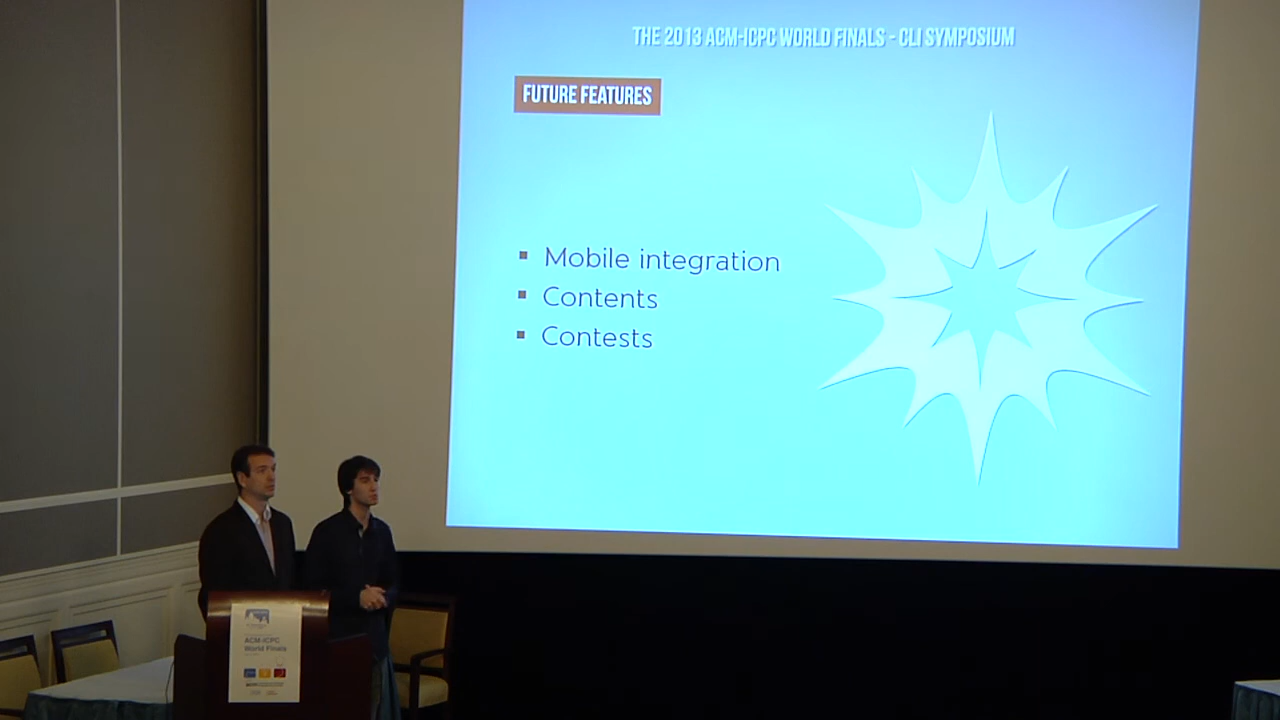 THE 2013 ACM-ICPC WORLD FINALS - CLI SYMPOSIUM
FUTURE FEATURES
Mobile integration
Contents
Contests
ACM-ICPC
World Finals